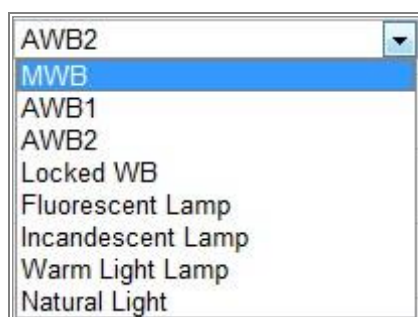 AWB2
MWB
AWB1
AWB2
Locked WB
Fluorescent Lamp
Incandescent Lamp
Warm Light Lamp
Natural Light